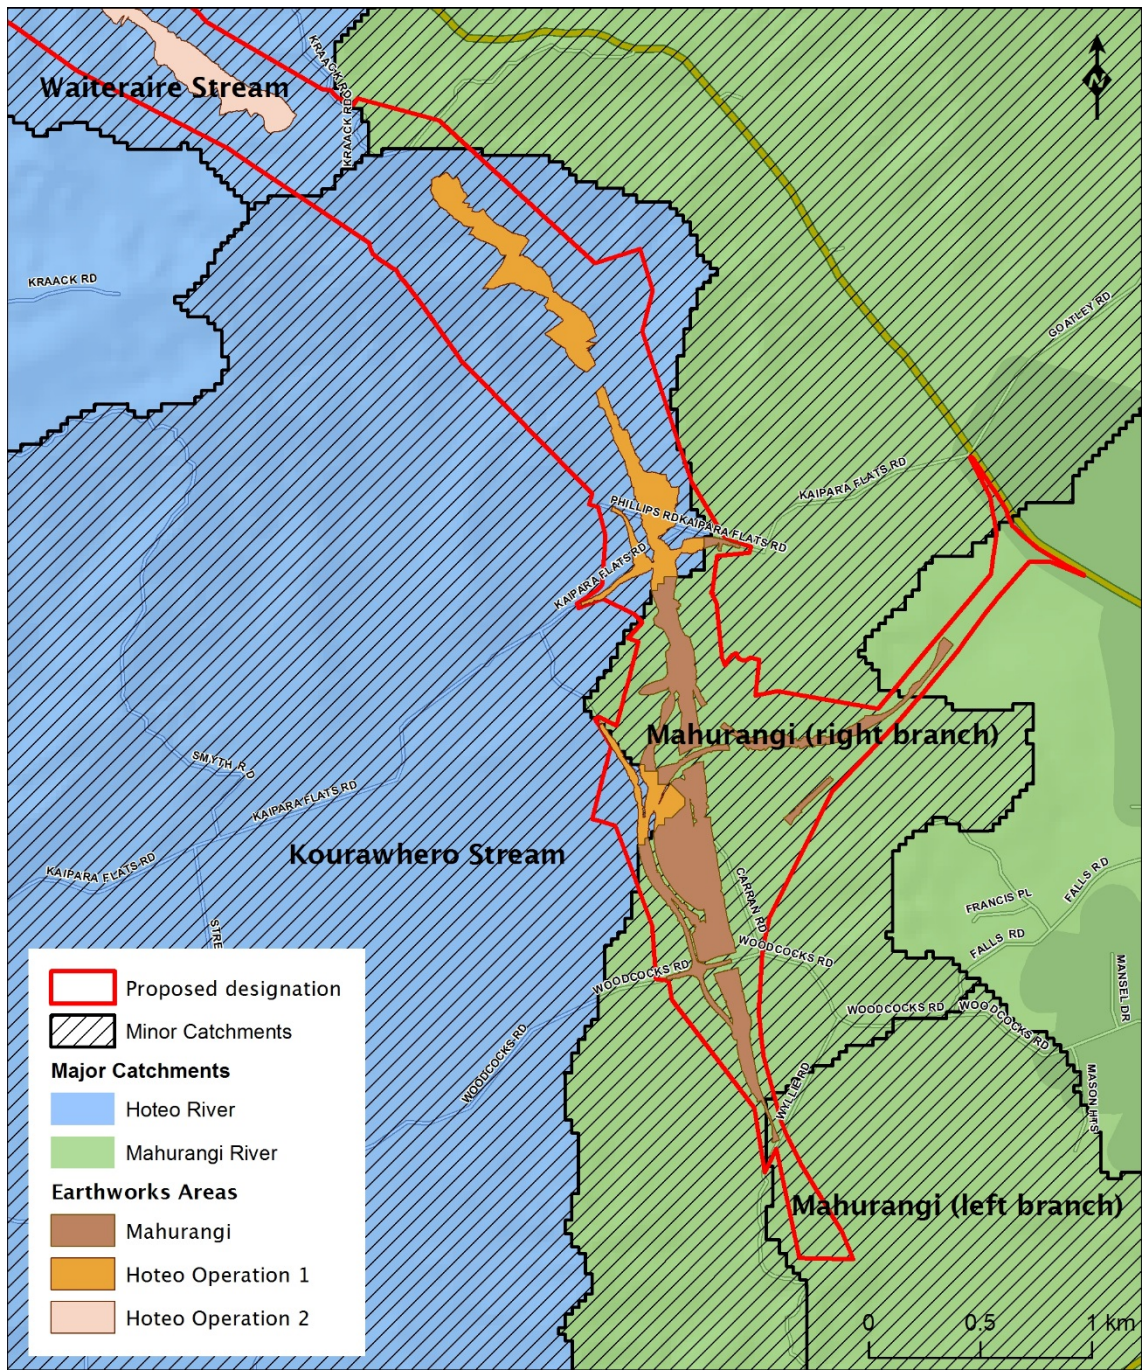 KRAACK RD
Waiteraire Stream
KRAACK RD
N
KRAACK RD
GOATLEY RD
KAIPARA FLATS RD
PHILLIPS RD
KAIPARA FLATS RD
KAIPARA FLATS RD
Mahurangi (right branch)
SMYTH RD
KAIPARA FLATS RD
Kourawhero Stream
KAIPARA FLATS RD
CARRAN RD
FALLS RD
FRANCIS PL
FALLS RD
WOODCOCKS RD
WOODCOCKS RD
MANSEL DR
WOODCOCKS RD
WOODCOCKS RD
WOODCOCKS RD
WYLLIE RD
MASON HTS
Mahurangi (left branch)
Proposed designation
Minor Catchments
Major Catchments
Hoteo River
Mahurangi River
Earthworks Areas
Mahurangi
Hoteo Operation 1
Hoteo Operation 2
0 0.5 1 km